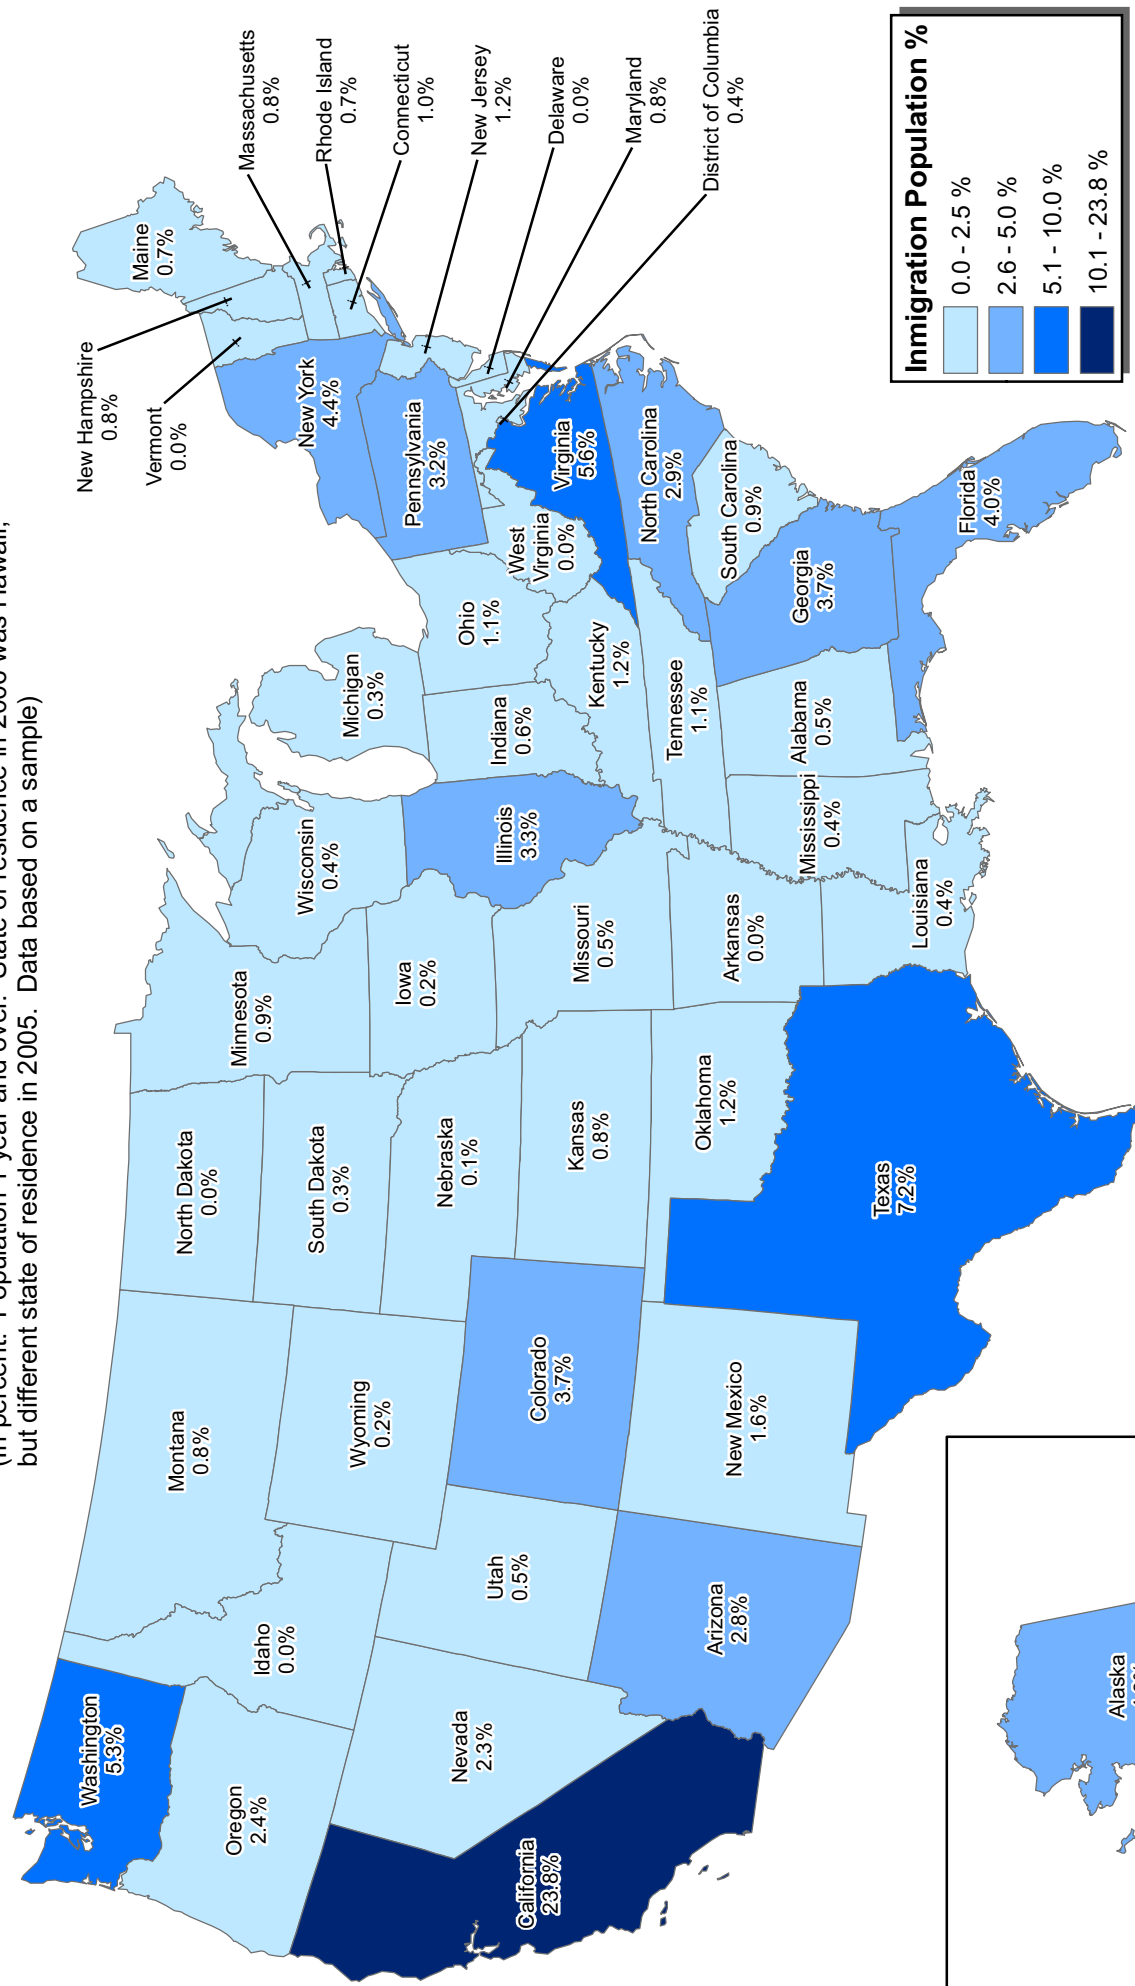 (In percent. Population 1 year and over. State of residence in 2006 was Hawaii,
but different state of residence in 2005. Data based on a sample)
Washington
5.3%
Oregon
2.4%
California
23.8%
Nevada
2.3%
Idaho
0.0%
Montana
0.8%
Wyoming
0.2%
Utah
0.5%
Arizona
2.8%
Colorado
3.7%
New Mexico
1.6%
North Dakota
0.0%
South Dakota
0.3%
Nebraska
0.1%
Kansas
0.8%
Oklahoma
1.2%
Texas
7.2%
Minnesota
0.9%
Iowa
0.2%
Missouri
0.5%
Arkansas
0.0%
Louisiana
0.4%
Wisconsin
0.4%
Illinois
3.3%
Mississippi
0.4%
Michigan
0.3%
Indiana
0.6%
Kentucky
1.2%
Tennessee
1.1%
Alabama
0.5%
Ohio
1.1%
West
Virginia
0.0%
Georgia
3.7%
Florida
4.0%
South Carolina
0.9%
North Carolina
2.9%
Virginia
5.6%
Pennsylvania
3.2%
New York
4.4%
Vermont
0.0%
New Hampshire
0.8%
Maine
0.7%
Massachusetts
0.8%
Rhode Island
0.7%
Connecticut
1.0%
New Jersey
1.2%
Delaware
0.0%
Maryland
0.8%
District of Columbia
0.4%
Alaska
Inmigration Population %
0.0 - 2.5 %
2.6 - 5.0 %
5.1 - 10.0 %
10.1 - 23.8 %